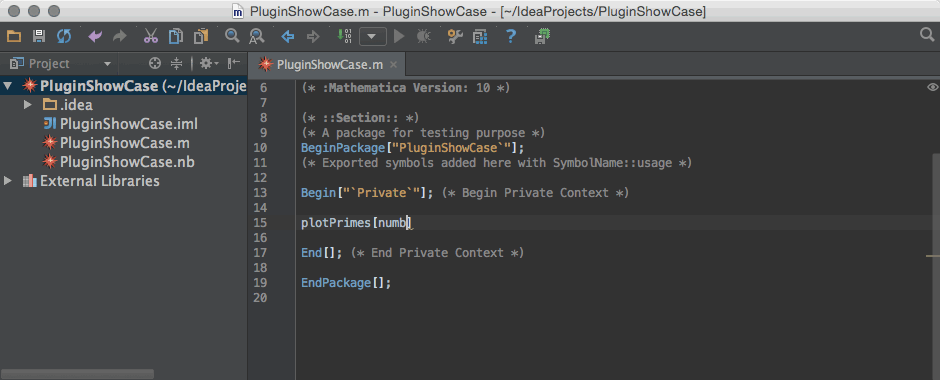 PluginShowCase.m - PluginShowCase - [~/IdeaProjects/PluginShowCase]
Project
PluginShowCase (~/IdeaProje
.idea
PluginShowCase.iml
PluginShowCase.m
PluginShowCase.nb
External Libraries
PluginShowCase.m
6 (* :Mathematica Version: 10 *)
7
8 (* ::Section:: *)
9 (* A package for testing purpose *)
10 BeginPackage["PluginShowCase`"];
11 (* Exported symbols added here with SymbolName::usage *)
12
13 Begin["`Private`"]; (* Begin Private Context *)
14
15 plotPrimes[numb]
16
17 End[]; (* End Private Context *)
18
19 EndPackage[];
20